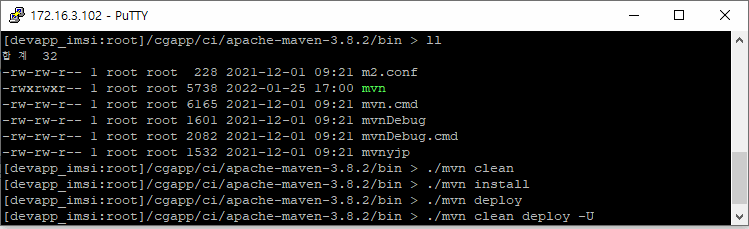 172.16.3.102 - PuTTY
[devapp_imsi:root]/cgapp/ci/apache-maven-3.8.2/bin > ll
합계 32
-rw-rw-r-- 1 root root  228 2021-12-01 09:21 m2.conf
-rwxrwxr-- 1 root root 5738 2022-01-25 17:00 mvn
-rw-rw-r-- 1 root root 6165 2021-12-01 09:21 mvn.cmd
-rw-rw-r-- 1 root root 1601 2021-12-01 09:21 mvnDebug
-rw-rw-r-- 1 root root 2082 2021-12-01 09:21 mvnDebug.cmd
-rw-rw-r-- 1 root root 1532 2021-12-01 09:21 mvnyjp
[devapp_imsi:root]/cgapp/ci/apache-maven-3.8.2/bin > ./mvn clean
[devapp_imsi:root]/cgapp/ci/apache-maven-3.8.2/bin > ./mvn install
[devapp_imsi:root]/cgapp/ci/apache-maven-3.8.2/bin > ./mvn deploy
[devapp_imsi:root]/cgapp/ci/apache-maven-3.8.2/bin > ./mvn clean deploy -U